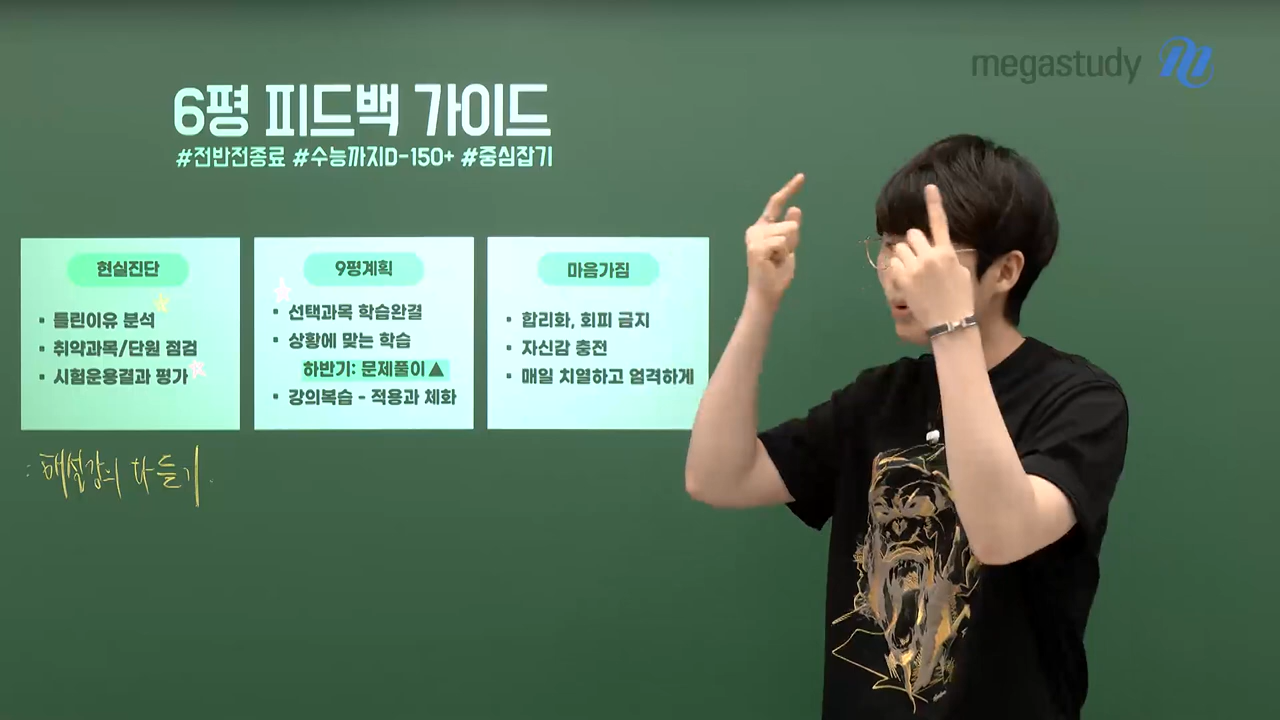 megastudy
6평 피드백 가이드
#전반전종료 #수능까지D-150+ #중심잡기
현실진단
▪ 틀린이유 분석
▪ 취약과목/단원 점검
▪ 시험운용결과 평가
: 해설강의 다 듣기.
9평계획
▪ 선택과목 학습완결
▪ 상황에 맞는 학습
하반기: 문제풀이▲
▪ 강의복습 - 적용과 체화
마음가짐
▪ 합리화, 회피 금지
▪ 자신감 충전
▪ 매일 치열하고 엄격하게